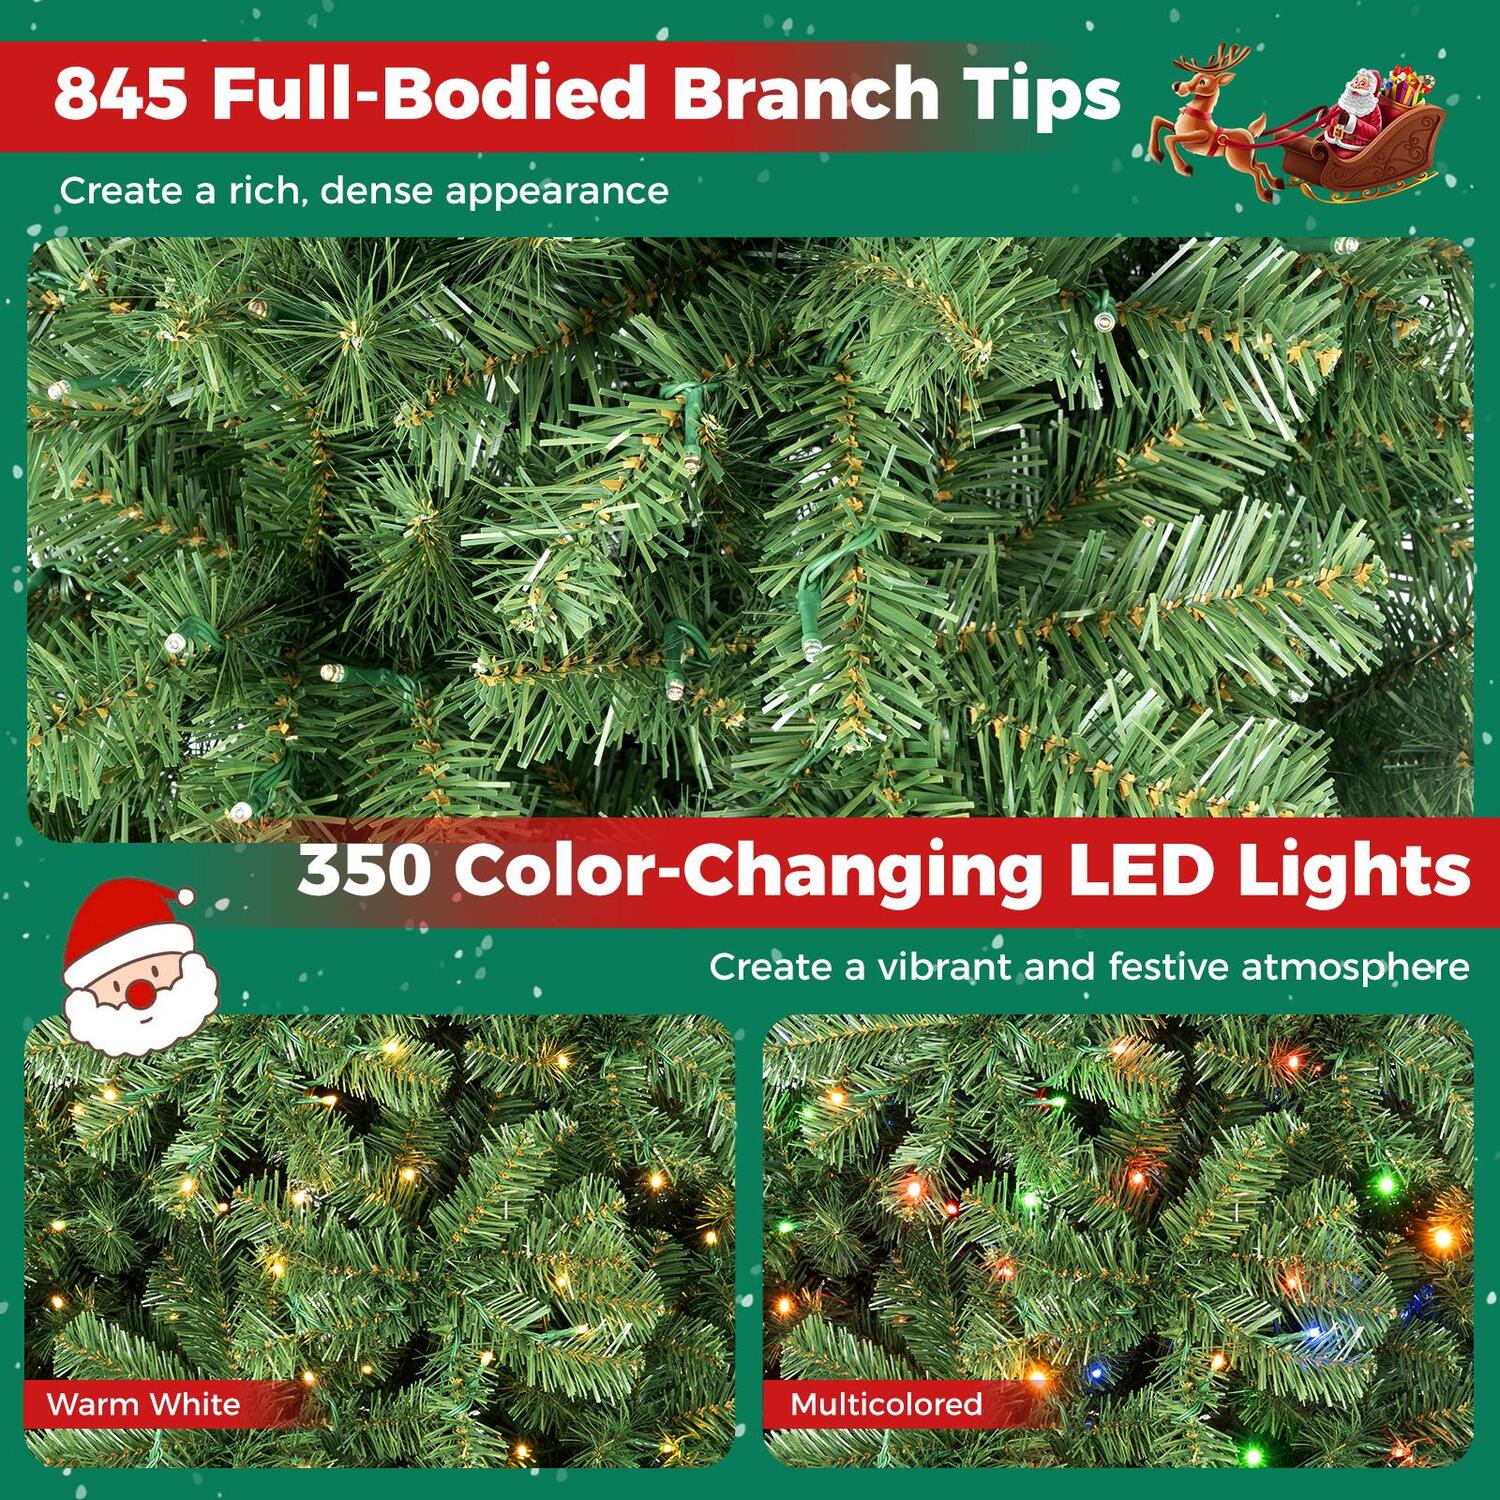 845 Full-Bodied Branch Tips
Create a rich, dense appearance
350 Color-Changing LED Lights
Create a vibrant and festive atmosphere
Warm White
Multicolored